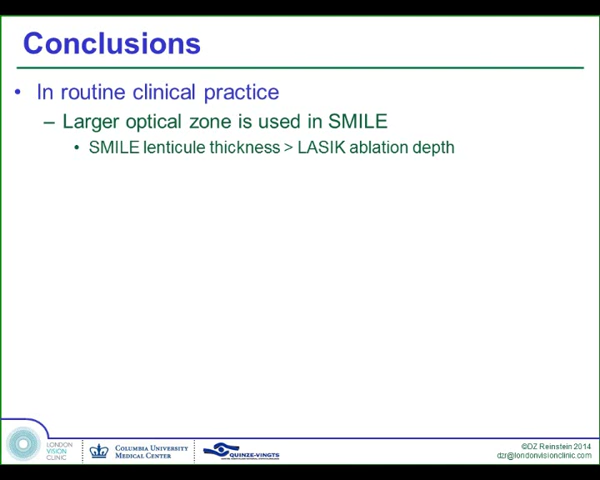 Conclusions
• In routine clinical practice
– Larger optical zone is used in SMILE
• SMILE lenticule thickness > LASIK ablation depth
LONDON
VISION
CLINIC
COLUMBIA UNIVERSITY
MEDICAL CENTER
QUINZE-VINGTS
©DZ Reinstein 2014
dzr@londonvisionclinic.com